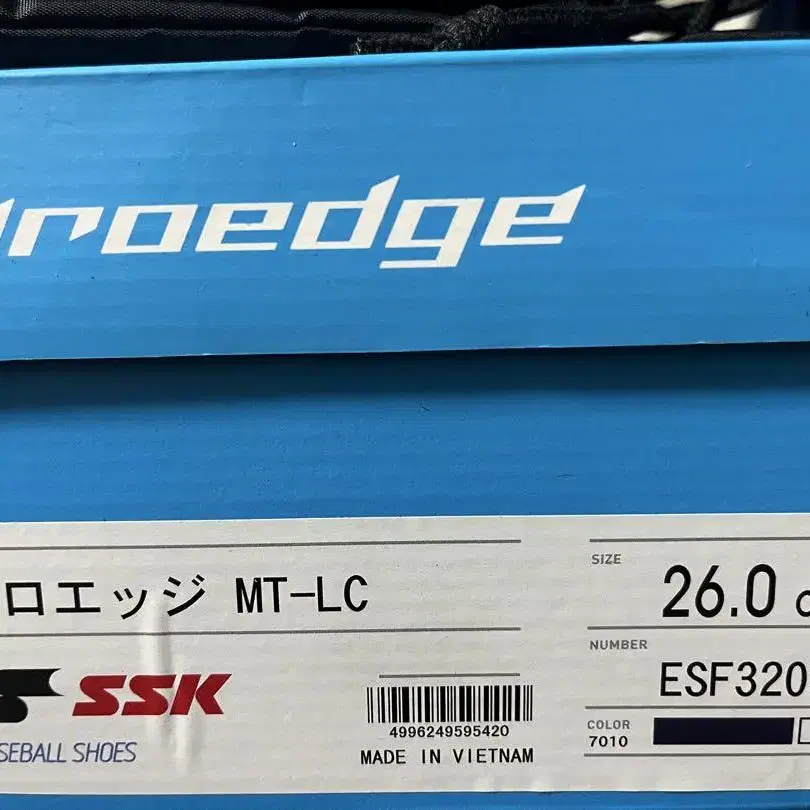 roedge
ロエッジ MT-LC
SIZE
26.0 c
NUMBER
ESF320
SSK
SEBALL SHOES
4996249595420
MADE IN VIETNAM
COLOR
7010